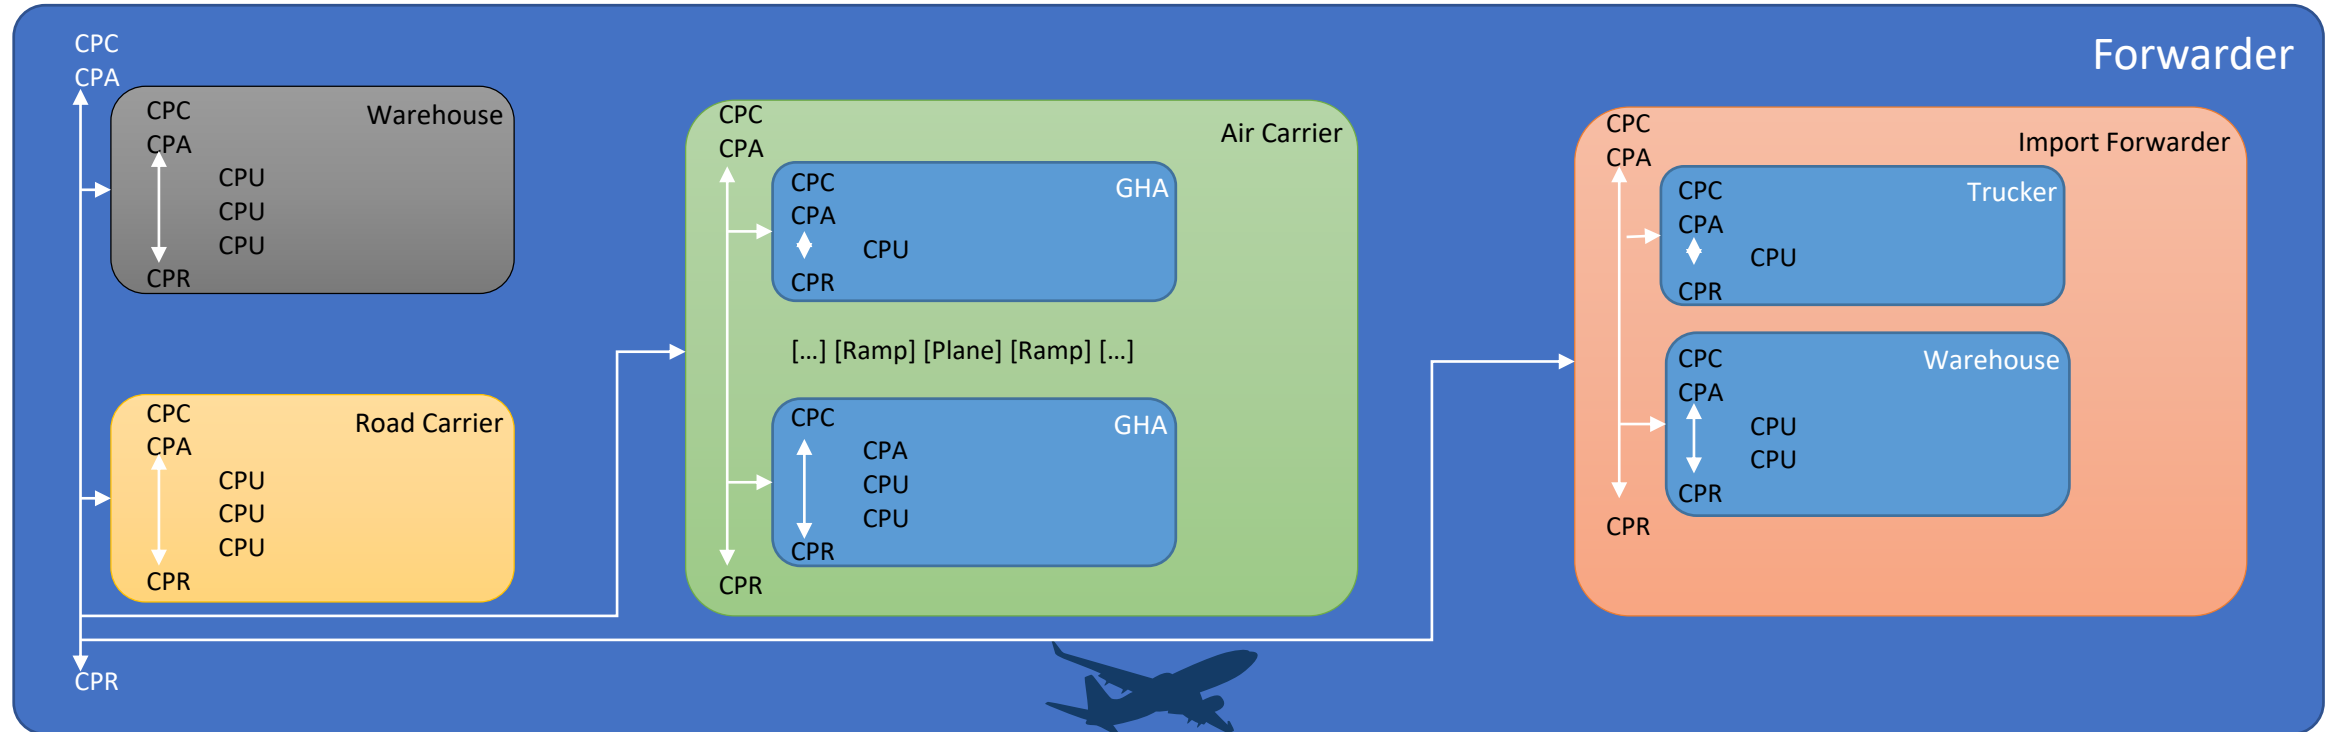 Forwarder
CPC
CPA
Warehouse
CPC
CPA
CPU
CPU
CPU
CPR
Road Carrier
CPC
CPA
CPU
CPU
CPU
CPR
CPR
Air Carrier
CPC
CPA
GHA
CPC
CPA
CPU
CPR
[...] [Ramp] [Plane] [Ramp] [...]
GHA
CPC
CPA
CPU
CPU
CPR
CPR
Import Forwarder
CPC
CPA
Trucker
CPC
CPA
CPU
CPR
Warehouse
CPC
CPA
CPU
CPU
CPR
CPR